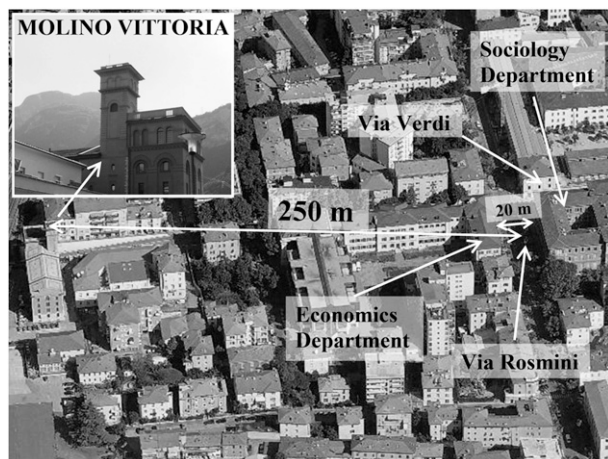 MOLINO VITTORIA
Sociology
Department
Via Verdi
250 m
20 m
Economics
Department
Via Rosmini